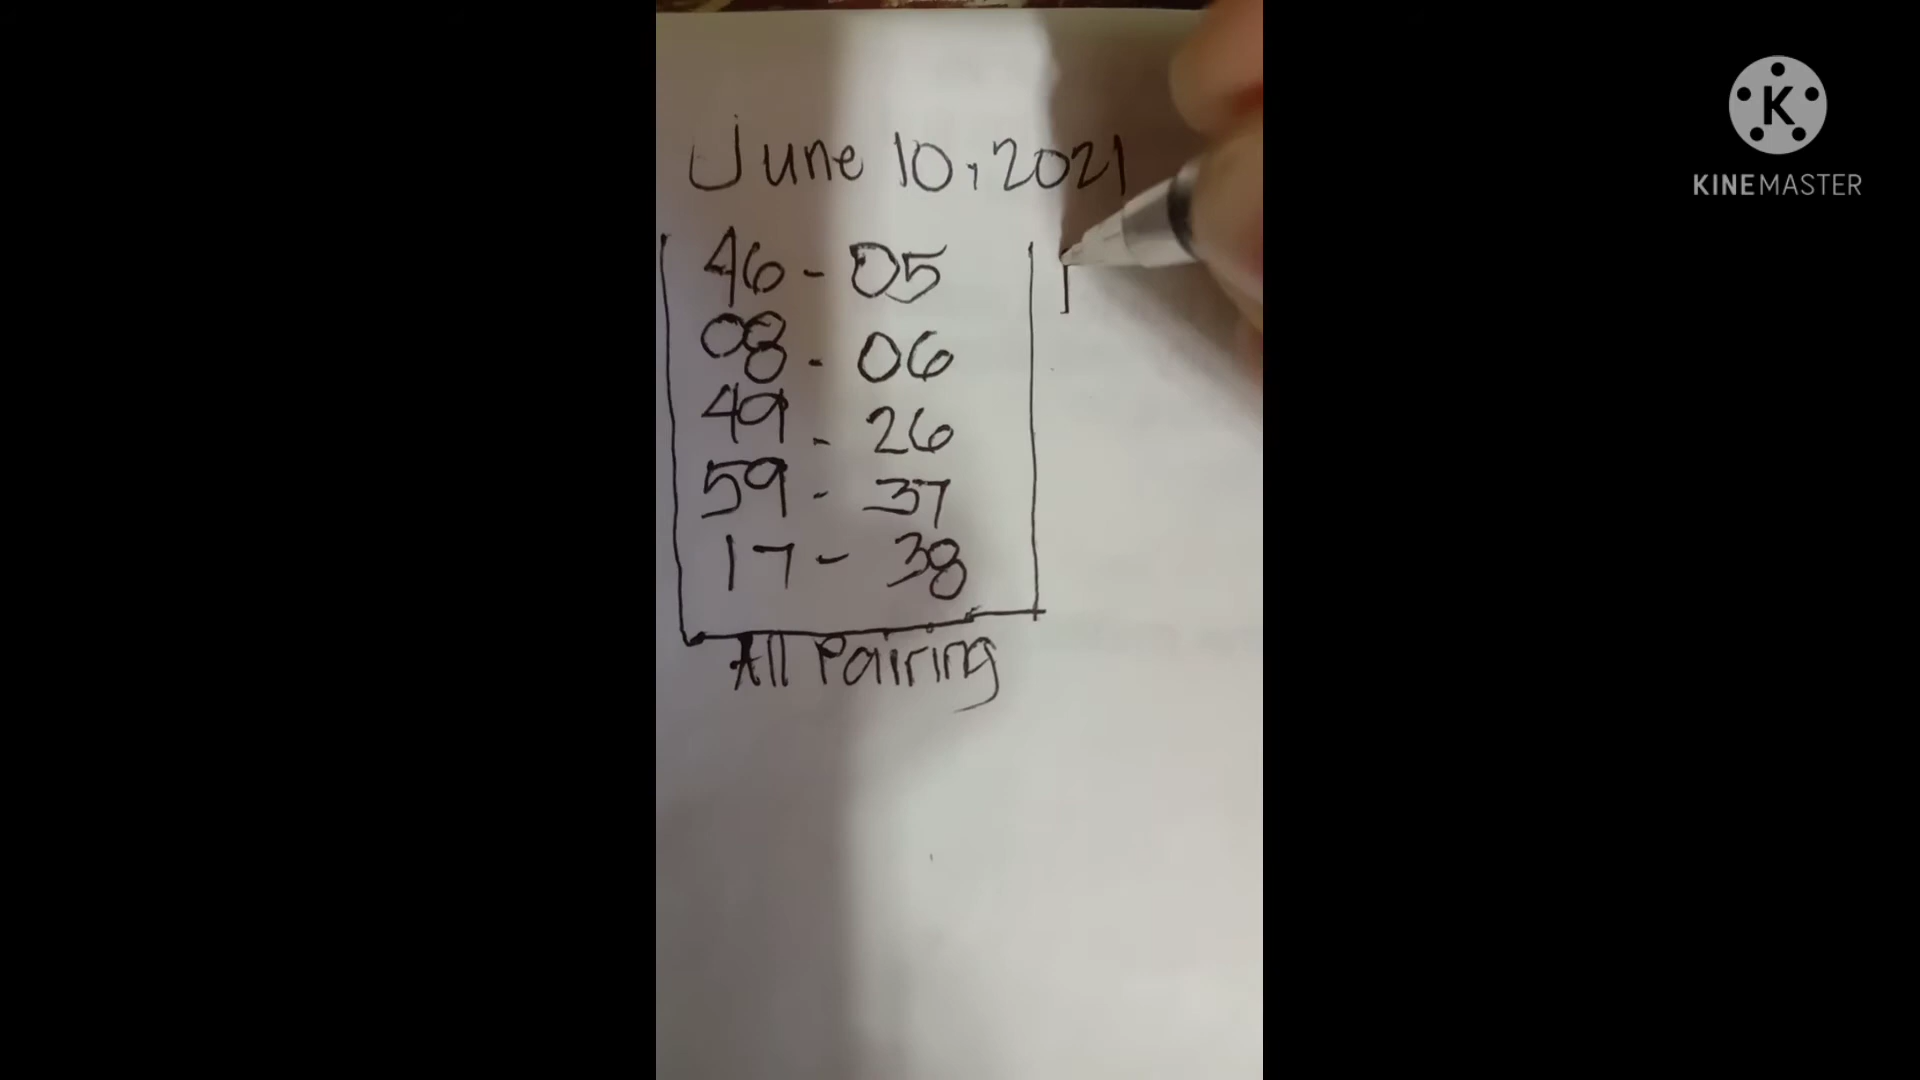 June 10, 2021
46 - 05
08 - 06
49 - 26
59 - 37
17 - 38
All Pairing
K
KINEMASTER